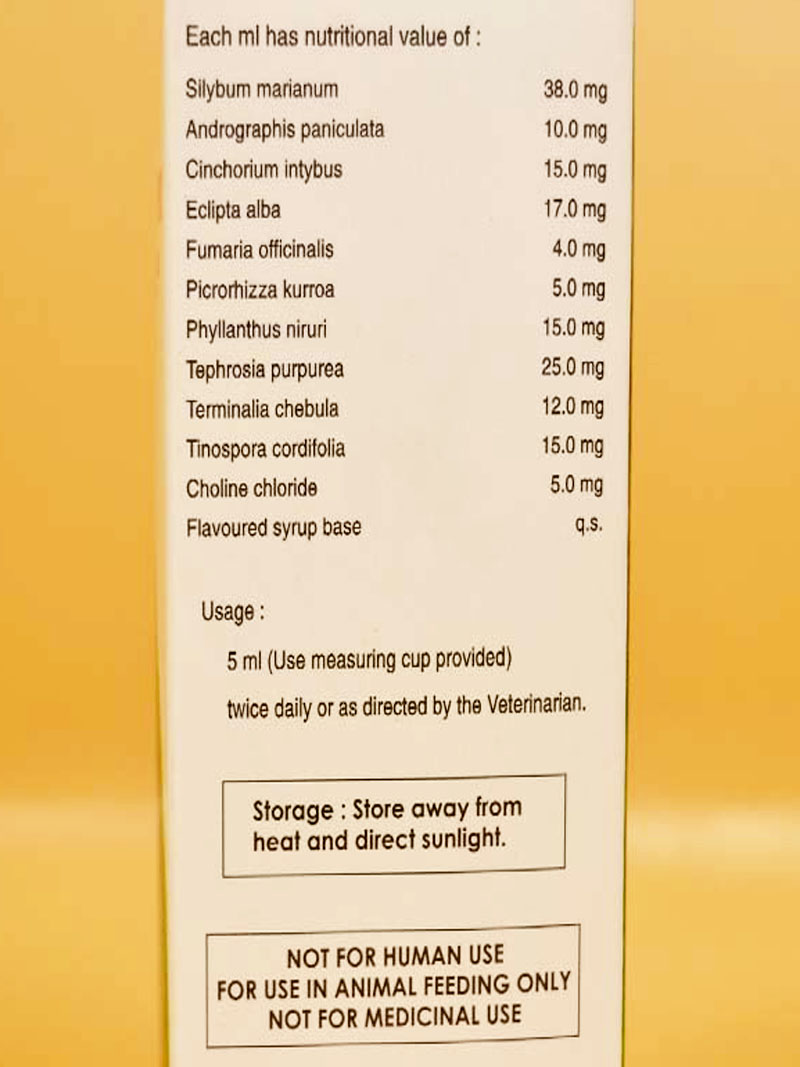 Each ml has nutritional value of :
Silybum marianum 38.0 mg
Andrographis paniculata 10.0 mg
Cinchorium intybus 15.0 mg
Eclipta alba 17.0 mg
Fumaria officinalis 4.0 mg
Picrorhizza kurroa 5.0 mg
Phyllanthus niruri 15.0 mg
Tephrosia purpurea 25.0 mg
Terminalia chebula 12.0 mg
Tinospora cordifolia 15.0 mg
Choline chloride 5.0 mg
Flavoured syrup base q.s.
Usage :
5 ml (Use measuring cup provided)
twice daily or as directed by the Veterinarian.
Storage : Store away from
heat and direct sunlight.
NOT FOR HUMAN USE
FOR USE IN ANIMAL FEEDING ONLY
NOT FOR MEDICINAL USE